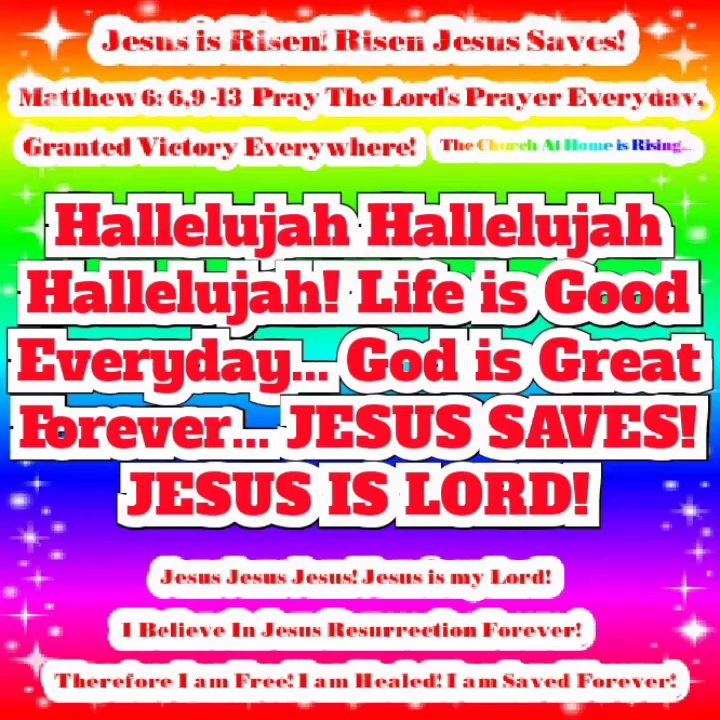 Jesus is Risen! Risen Jesus Saves!
Matthew 6: 6,9-13 Pray The Lord's Prayer Everyday,
Granted Victory Everywhere! The Church At Home is Rising...
Hallelujah Hallelujah
Hallelujah! Life is Good
Everyday... God is Great
Forever... JESUS SAVES!
JESUS IS LORD!
Jesus Jesus Jesus! Jesus is my Lord!
I Believe In Jesus Resurrection Forever!
Therefore I am Free! I am Healed! I am Saved Forever!